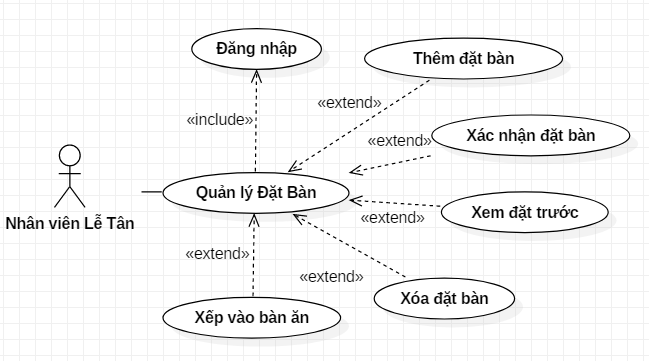 Đăng nhập
Thêm đặt bàn
«extend»
«include»
Xác nhận đặt bàn
«extend»
Quản lý Đặt Bàn
Nhân viên Lễ Tân
Xem đặt trước
«extend»
«extend»
«extend»
Xóa đặt bàn
Xếp vào bàn ăn